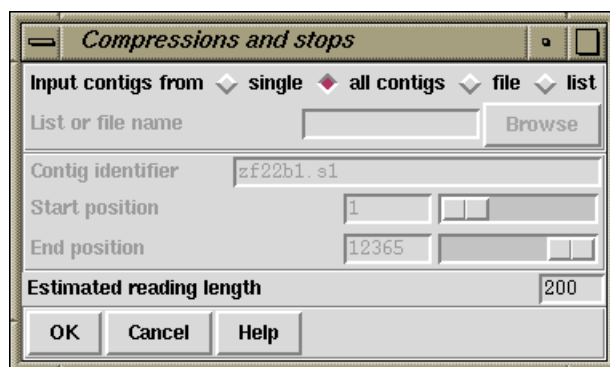 Compressions and stops
Input contigs from single all contigs file list
List or file name Browse
Contig identifier zf22b1.s1
Start position 1
End position 12365
Estimated reading length 200
OK Cancel Help